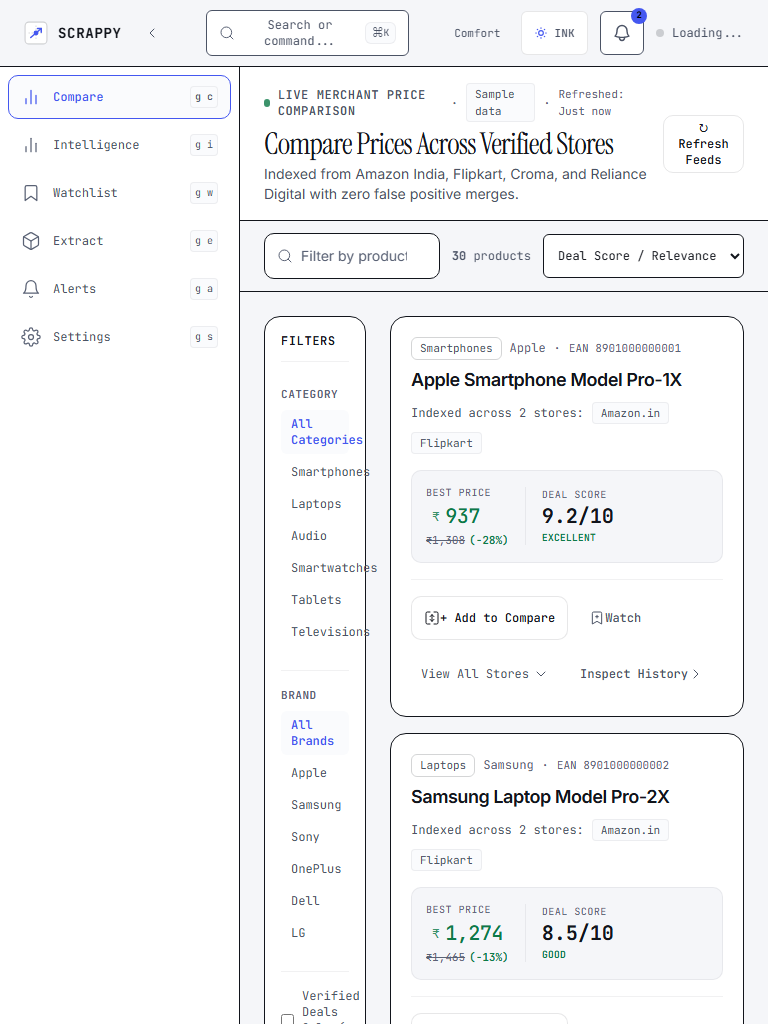 SCRAPPY
Search or
command...
⌘K
Comfort
INK
2
Loading...
Compare
g c
Intelligence
g i
Watchlist
g w
Extract
g e
Alerts
g a
Settings
g s
LIVE MERCHANT PRICE
COMPARISON
·
Sample
data
·
Refreshed:
Just now
Compare Prices Across Verified Stores
Indexed from Amazon India, Flipkart, Croma, and Reliance
Digital with zero false positive merges.
↻
Refresh
Feeds
Filter by product
30 products
Deal Score / Relevance
FILTERS
CATEGORY
All
Categories
Smartphones
Laptops
Audio
Smartwatches
Tablets
Televisions
BRAND
All
Brands
Apple
Samsung
Sony
OnePlus
Dell
LG
Verified
Deals
Smartphones Apple · EAN 8901000000001
Apple Smartphone Model Pro-1X
Indexed across 2 stores: Amazon.in
Flipkart
BEST PRICE
₹ 937
₹1,308 (-28%)
DEAL SCORE
9.2/10
EXCELLENT
+ Add to Compare
Watch
View All Stores
Inspect History
Laptops Samsung · EAN 8901000000002
Samsung Laptop Model Pro-2X
Indexed across 2 stores: Amazon.in
Flipkart
BEST PRICE
₹ 1,274
₹1,465 (-13%)
DEAL SCORE
8.5/10
GOOD